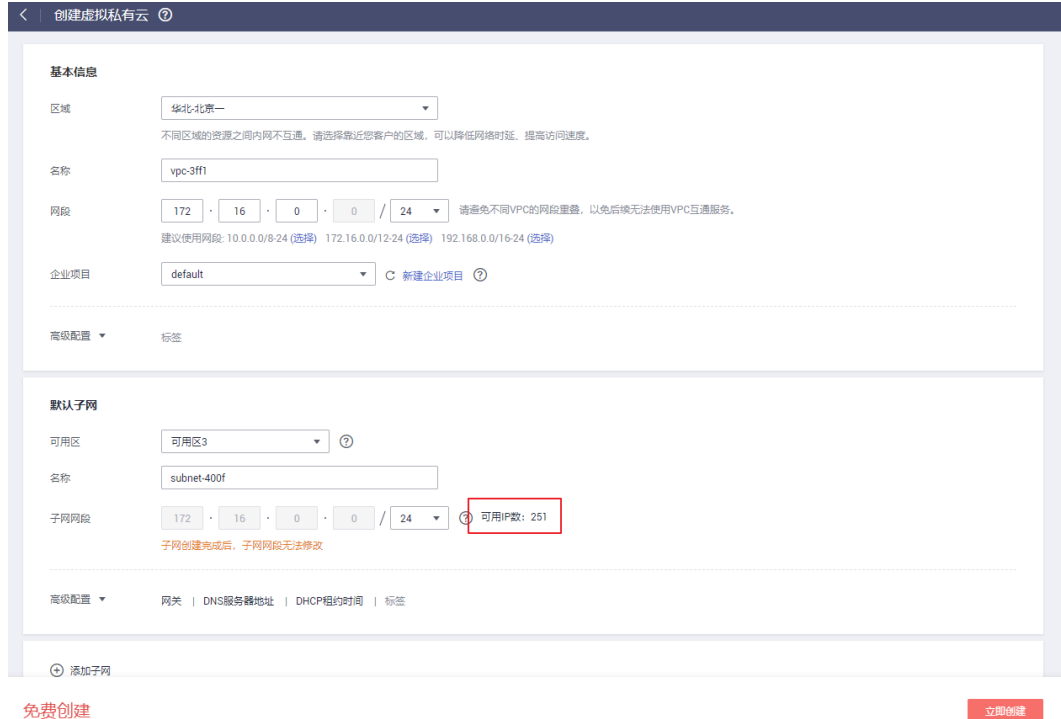 创建虚拟私有云 ?
基本信息
区域 华北-北京一
不同区域的资源之间内网不互通。请选择靠近您客户的区域，可以降低网络时延、提高访问速度。
名称 vpc-3ff1
网段 172 · 16 · 0 · 0 / 24 请避免不同VPC的网段重叠，以免后续无法使用VPC互通服务。
建议使用网段: 10.0.0.0/8-24 (选择) 172.16.0.0/12-24 (选择) 192.168.0.0/16-24 (选择)
企业项目 default 新建企业项目 ?
高级配置 标签
默认子网
可用区 可用区3 ?
名称 subnet-400f
子网网段 172 · 16 · 0 · 0 / 24 ? 可用IP数：251
子网创建完成后，子网网段无法修改
高级配置 网关 | DNS服务器地址 | DHCP租约时间 | 标签
添加子网
免费创建 立即创建